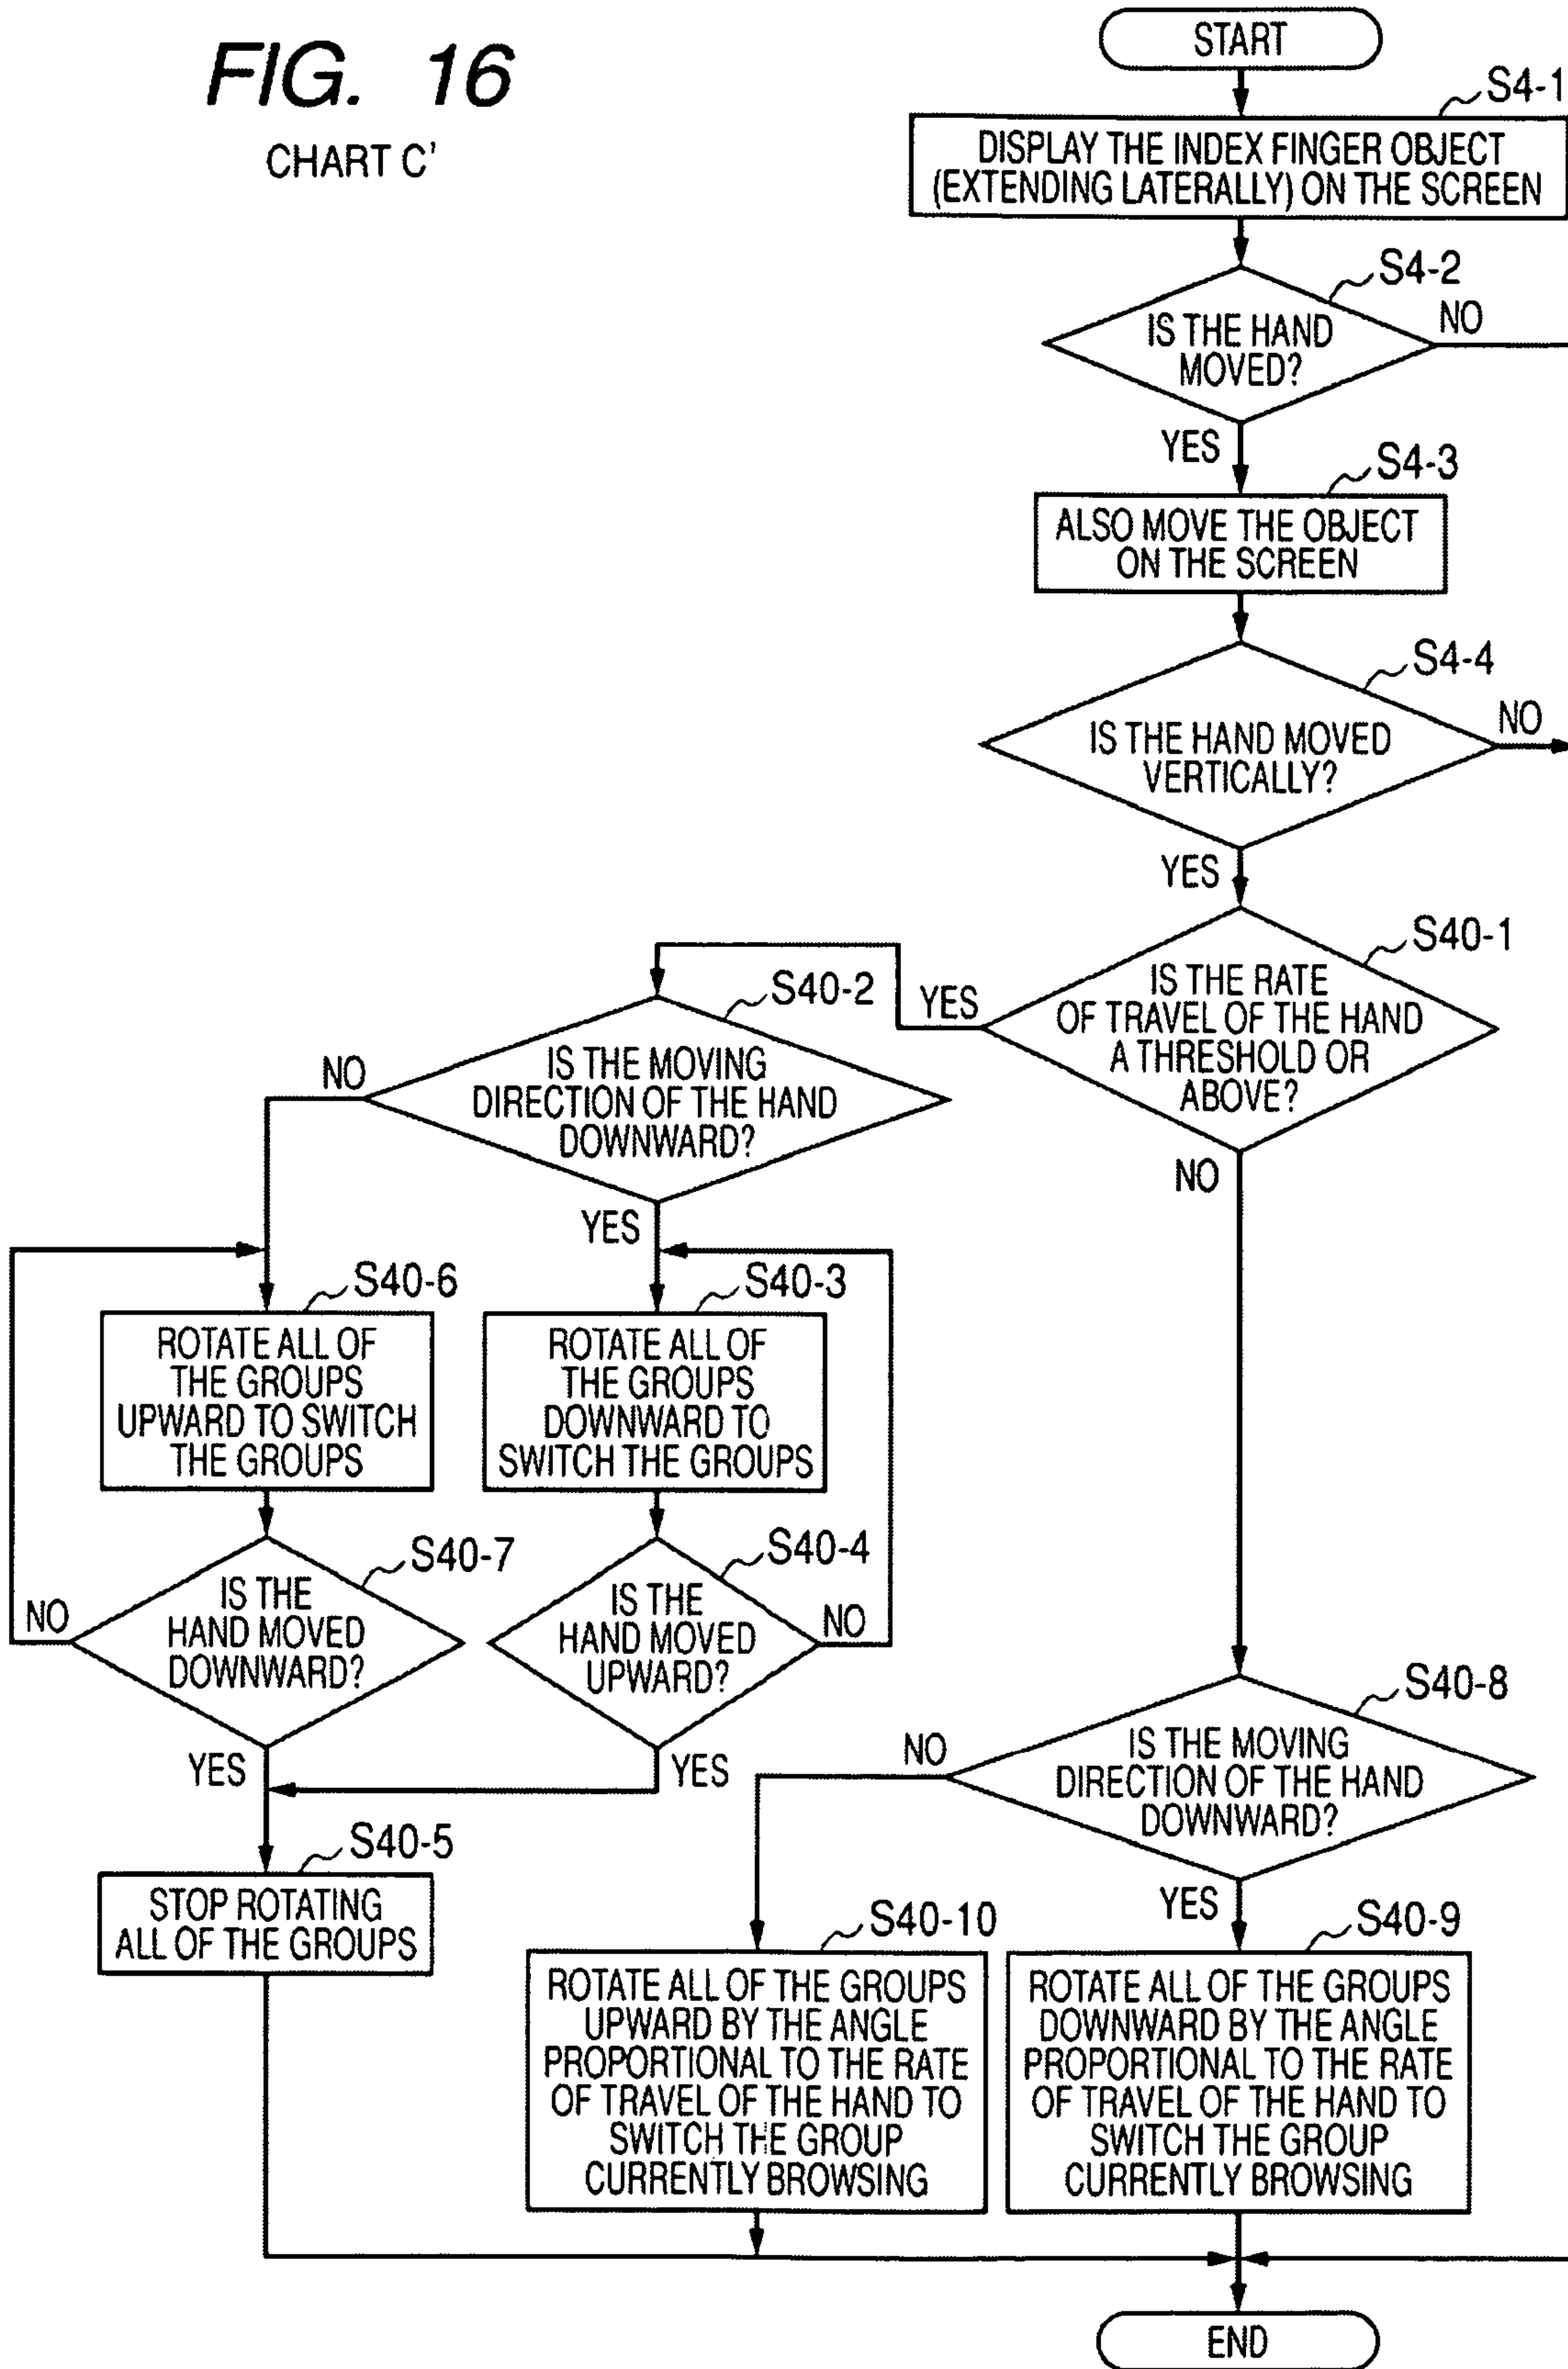 FIG. 16
CHART C'
START
S4-1
DISPLAY THE INDEX FINGER OBJECT
(EXTENDING LATERALLY) ON THE SCREEN
S4-2
IS THE HAND
MOVED?
NO
YES
S4-3
ALSO MOVE THE OBJECT
ON THE SCREEN
S4-4
IS THE HAND MOVED
VERTICALLY?
NO
YES
S40-1
IS THE RATE
OF TRAVEL OF THE HAND
A THRESHOLD OR
ABOVE?
YES
NO
S40-2
IS THE MOVING
DIRECTION OF THE HAND
DOWNWARD?
NO
YES
S40-6
ROTATE ALL OF
THE GROUPS
UPWARD TO SWITCH
THE GROUPS
S40-3
ROTATE ALL OF
THE GROUPS
DOWNWARD TO
SWITCH THE GROUPS
S40-7
IS THE
HAND MOVED
DOWNWARD?
NO
YES
S40-4
IS THE
HAND MOVED
UPWARD?
NO
YES
S40-5
STOP ROTATING
ALL OF THE GROUPS
S40-8
IS THE MOVING
DIRECTION OF THE HAND
DOWNWARD?
NO
YES
S40-10
ROTATE ALL OF THE GROUPS
UPWARD BY THE ANGLE
PROPORTIONAL TO THE RATE
OF TRAVEL OF THE HAND TO
SWITCH THE GROUP
CURRENTLY BROWSING
S40-9
ROTATE ALL OF THE GROUPS
DOWNWARD BY THE ANGLE
PROPORTIONAL TO THE RATE
OF TRAVEL OF THE HAND TO
SWITCH THE GROUP
CURRENTLY BROWSING
END